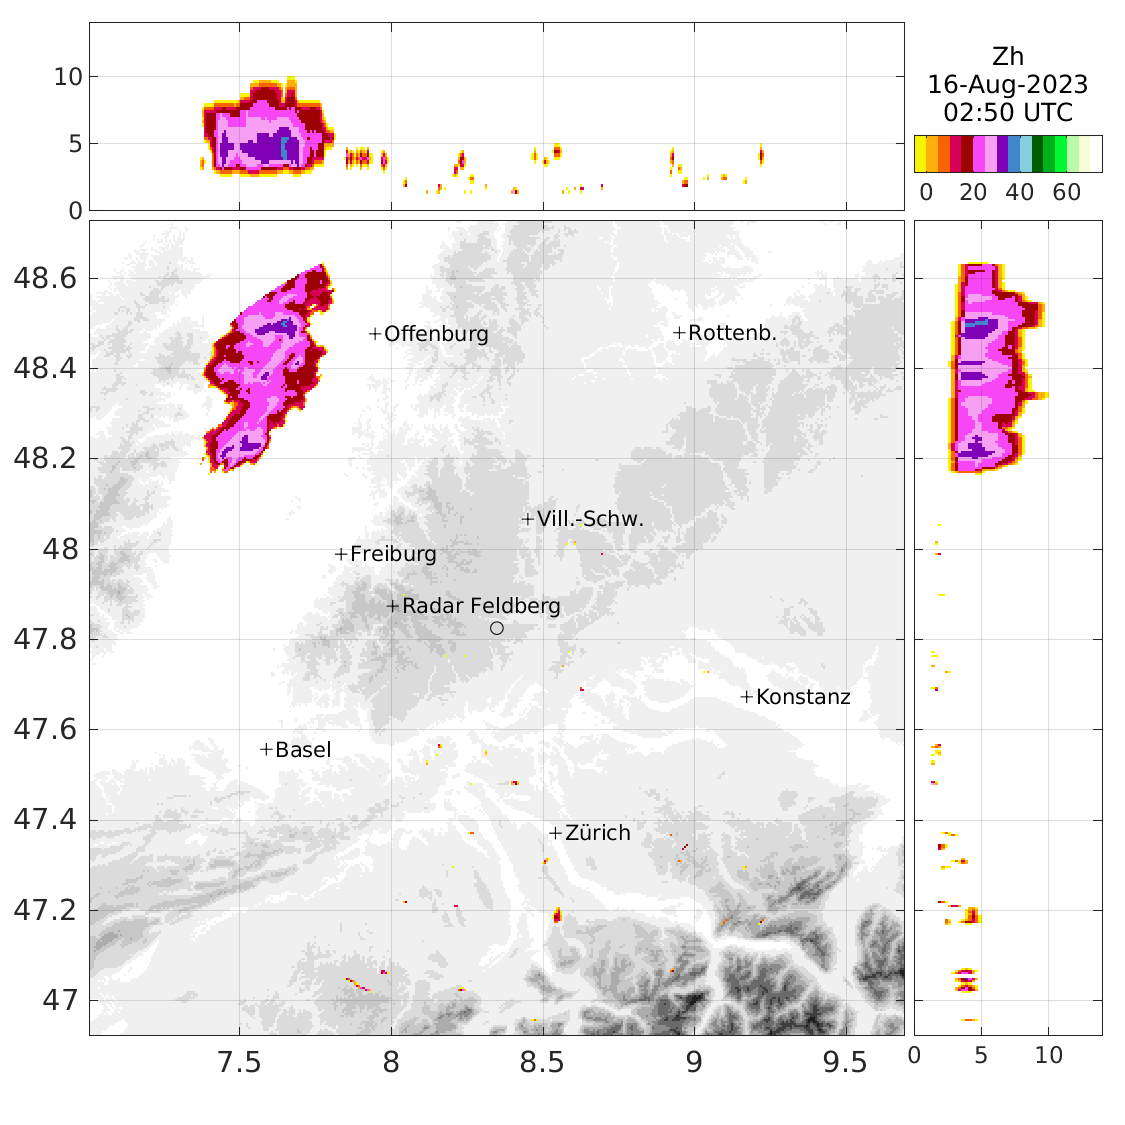 10
5
0
Zh
16-Aug-2023
02:50 UTC
0 20 40 60
48.6
48.4
48.2
48
47.8
47.6
47.4
47.2
47
Offenburg
Rottenb.
Vill.-Schw.
Freiburg
Radar Feldberg
Konstanz
Basel
Zürich
7.5 8 8.5 9 9.5
0 5 10